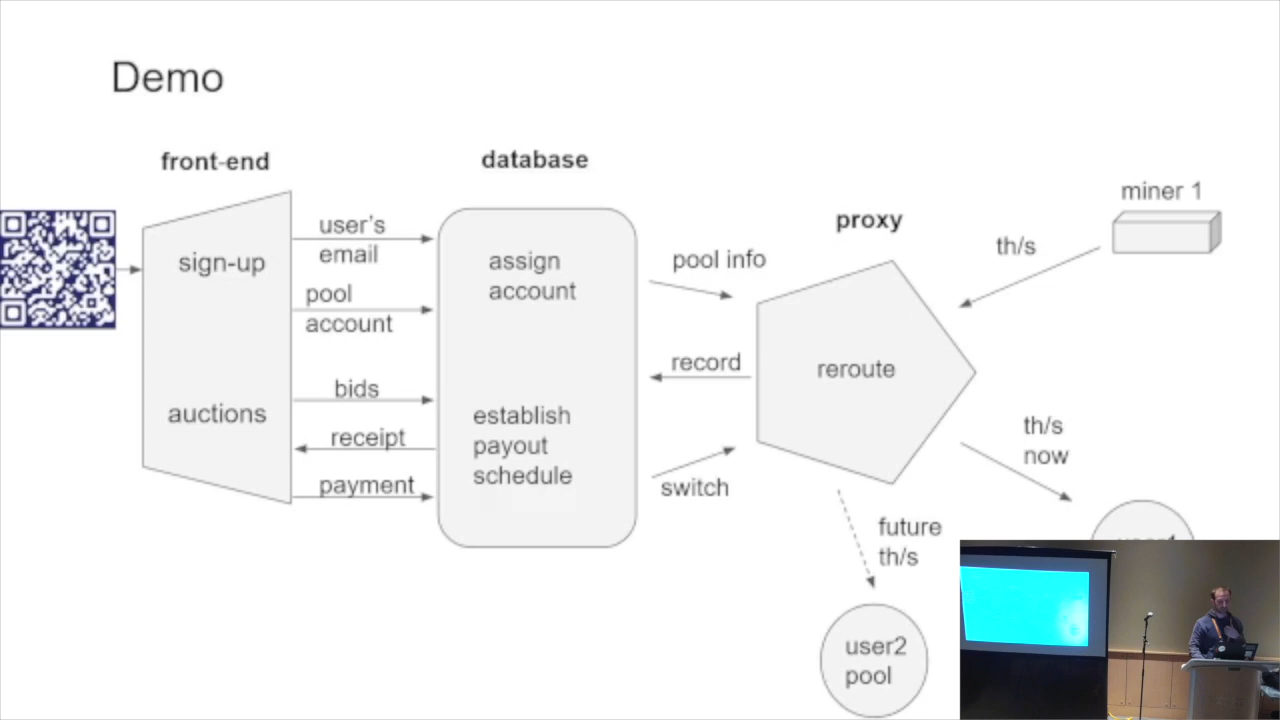 Demo
front-end
database
proxy
miner 1
sign-up
auctions
user's
email
pool
account
bids
receipt
payment
assign
account
establish
payout
schedule
pool info
record
switch
reroute
th/s
th/s
now
future
th/s
user2
pool